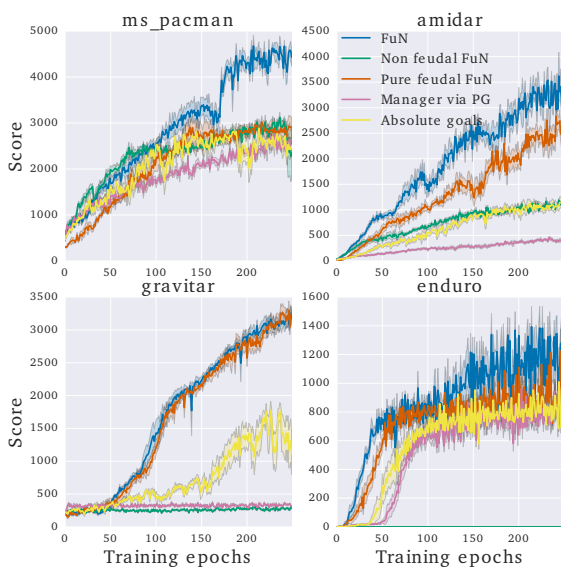 ms_pacman
5000
4000
3000
2000
1000
0
Score
0 50 100 150 200
amidar
4500
4000
3500
3000
2500
2000
1500
1000
500
0
FuN
Non feudal FuN
Pure feudal FuN
Manager via PG
Absolute goals
0 50 100 150 200
gravitar
3500
3000
2500
2000
1500
1000
500
0
Score
0 50 100 150 200
Training epochs
enduro
1600
1400
1200
1000
800
600
400
200
0
0 50 100 150 200
Training epochs